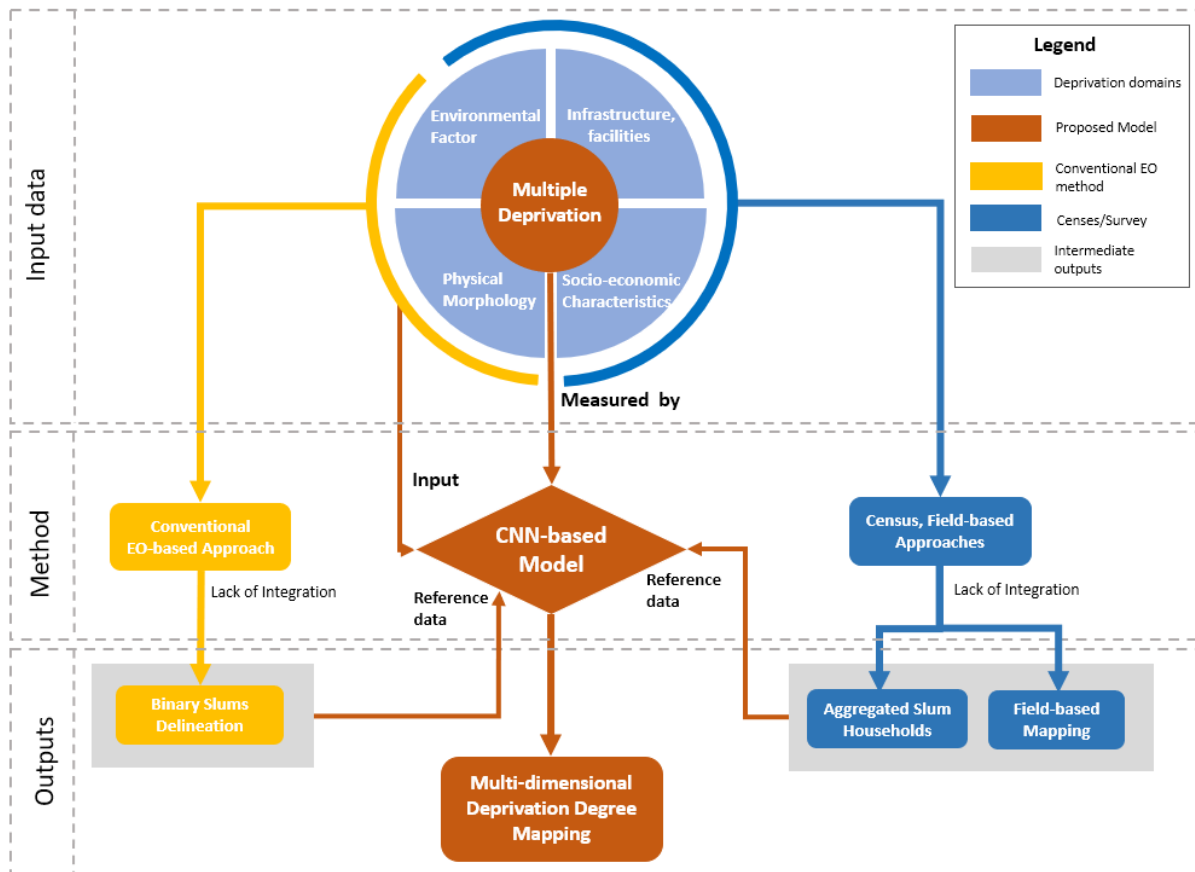 Input data
Environmental
Factor
Infrastructure,
facilities
Multiple
Deprivation
Physical
Morphology
Socio-economic
Characteristics
Measured by
Legend
Deprivation domains
Proposed Model
Conventional EO
method
Censes/Survey
Intermediate
outputs
Method
Input
Conventional
EO-based Approach
Lack of Integration
CNN-based
Model
Reference
data
Reference
data
Census, Field-based
Approaches
Lack of Integration
Outputs
Binary Slums
Delineation
Multi-dimensional
Deprivation Degree
Mapping
Aggregated Slum
Households
Field-based
Mapping